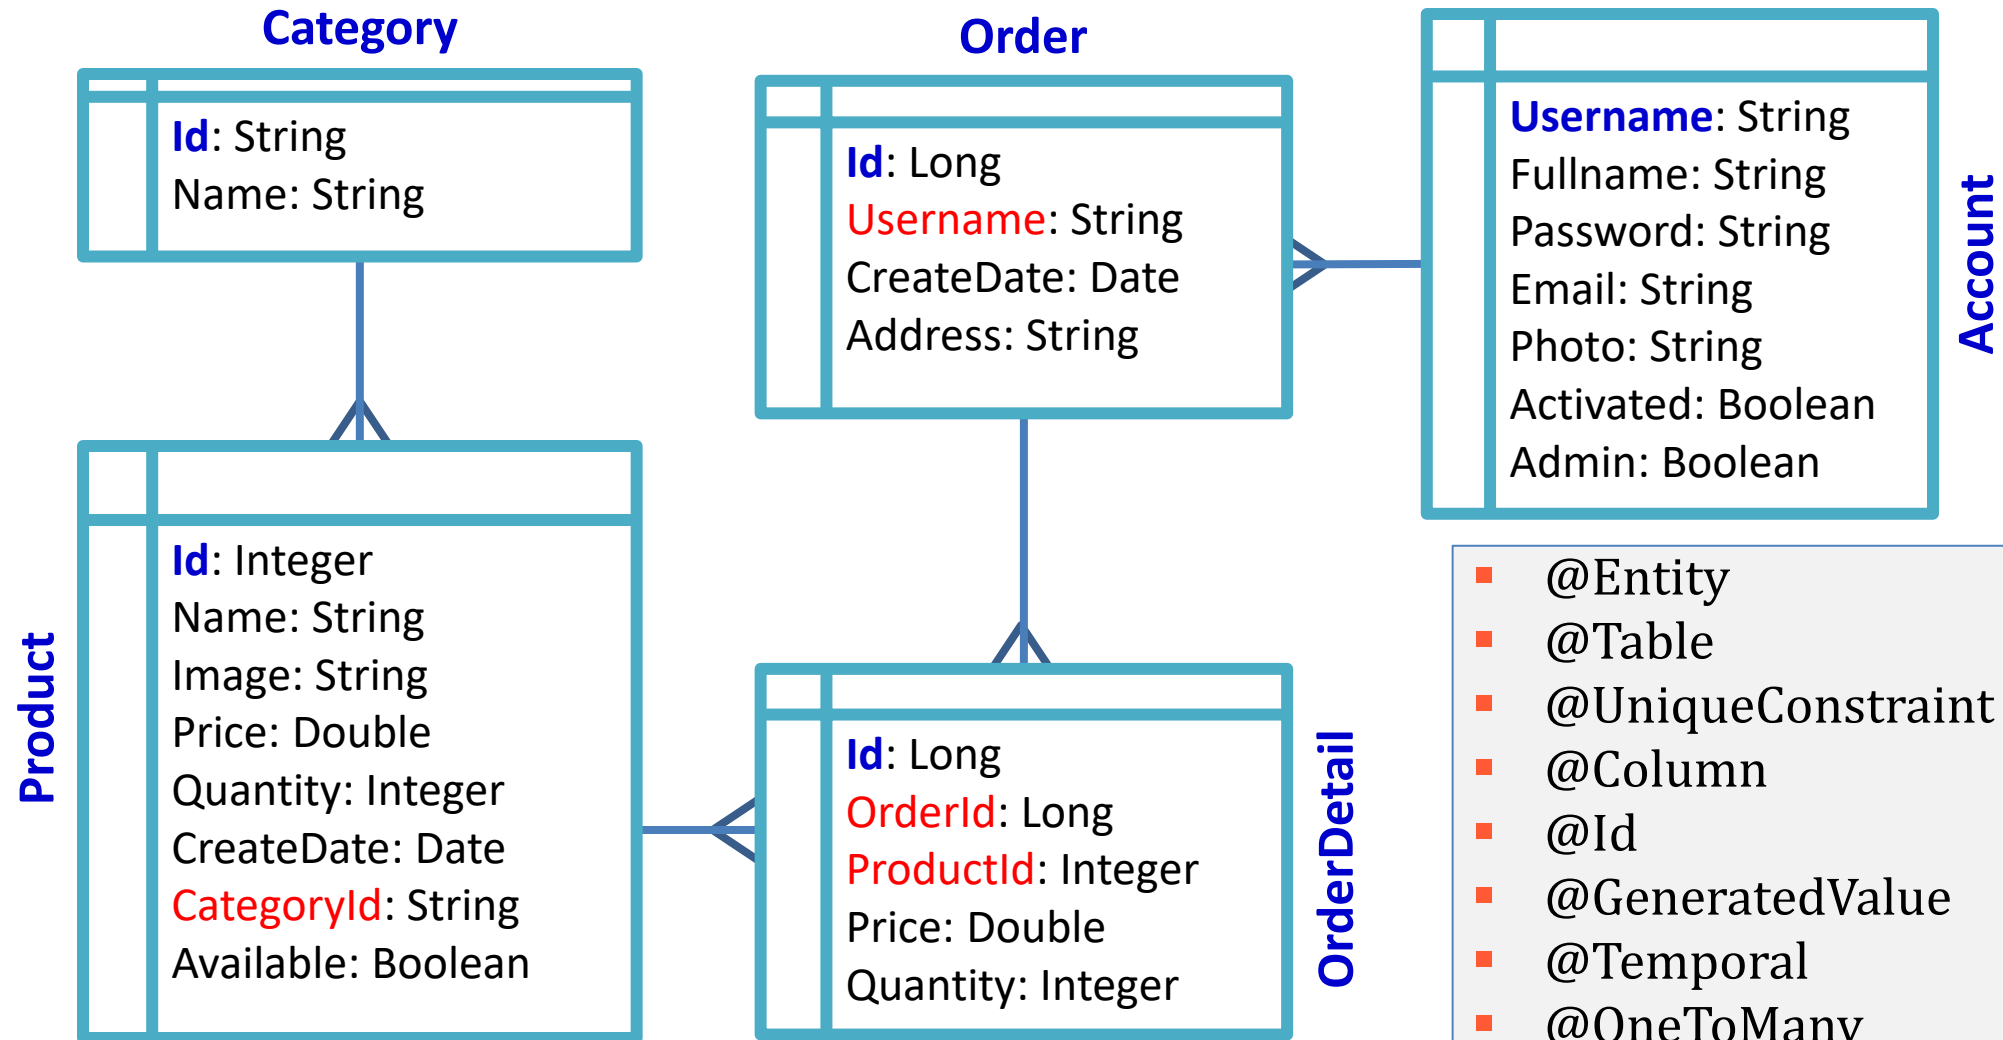 Category
Id: String
Name: String
Order
Id: Long
Username: String
CreateDate: Date
Address: String
Account
Username: String
Fullname: String
Password: String
Email: String
Photo: String
Activated: Boolean
Admin: Boolean
Product
Id: Integer
Name: String
Image: String
Price: Double
Quantity: Integer
CreateDate: Date
CategoryId: String
Available: Boolean
OrderDetail
Id: Long
OrderId: Long
ProductId: Integer
Price: Double
Quantity: Integer
@Entity
@Table
@UniqueConstraint
@Column
@Id
@GeneratedValue
@Temporal
@OneToMany